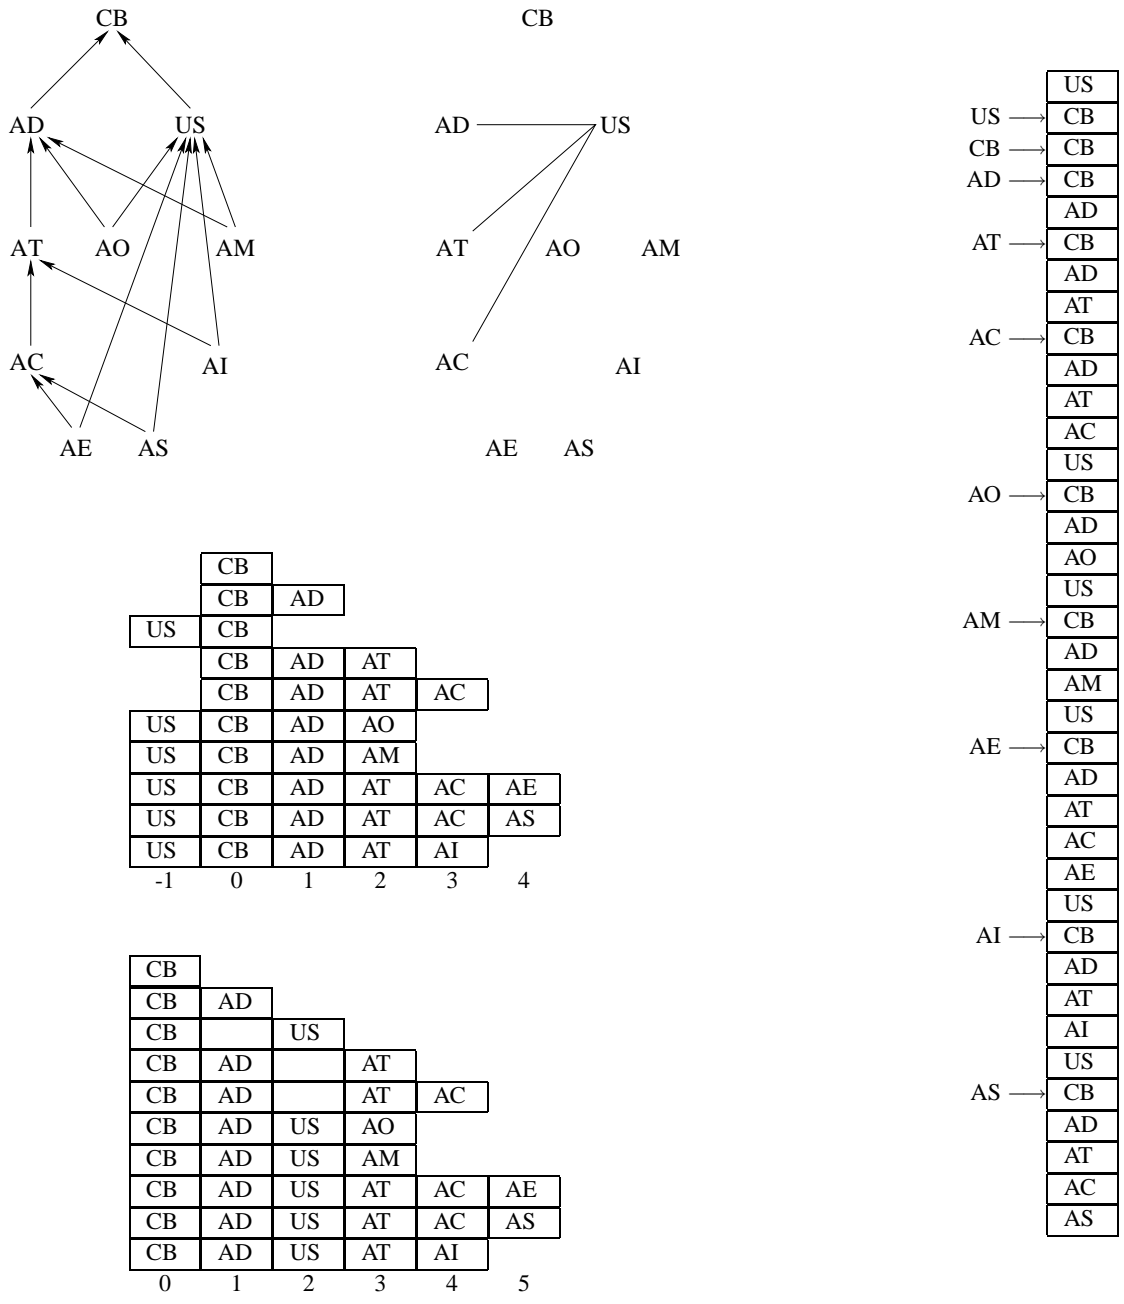 CB
AD US
AT AO AM
AC AI
AE AS
CB
AD US
AT AO AM
AC AI
AE AS
CB
CB AD
US CB
CB AD AT
CB AD AT AC
US CB AD AO
US CB AD AM
US CB AD AT AC AE
US CB AD AT AC AS
US CB AD AT AI
-1 0 1 2 3 4
CB
CB AD
CB US
CB AD AT
CB AD AT AC
CB AD US AO
CB AD US AM
CB AD US AT AC AE
CB AD US AT AC AS
CB AD US AT AI
0 1 2 3 4 5
US
US CB
CB CB
AD CB
AD
AT CB
AD
AT
AC CB
AD
AT
AC
US
AO CB
AD
AO
US
AM CB
AD
AM
US
AE CB
AD
AT
AC
AE
US
AI CB
AD
AT
AI
US
AS CB
AD
AT
AC
AS